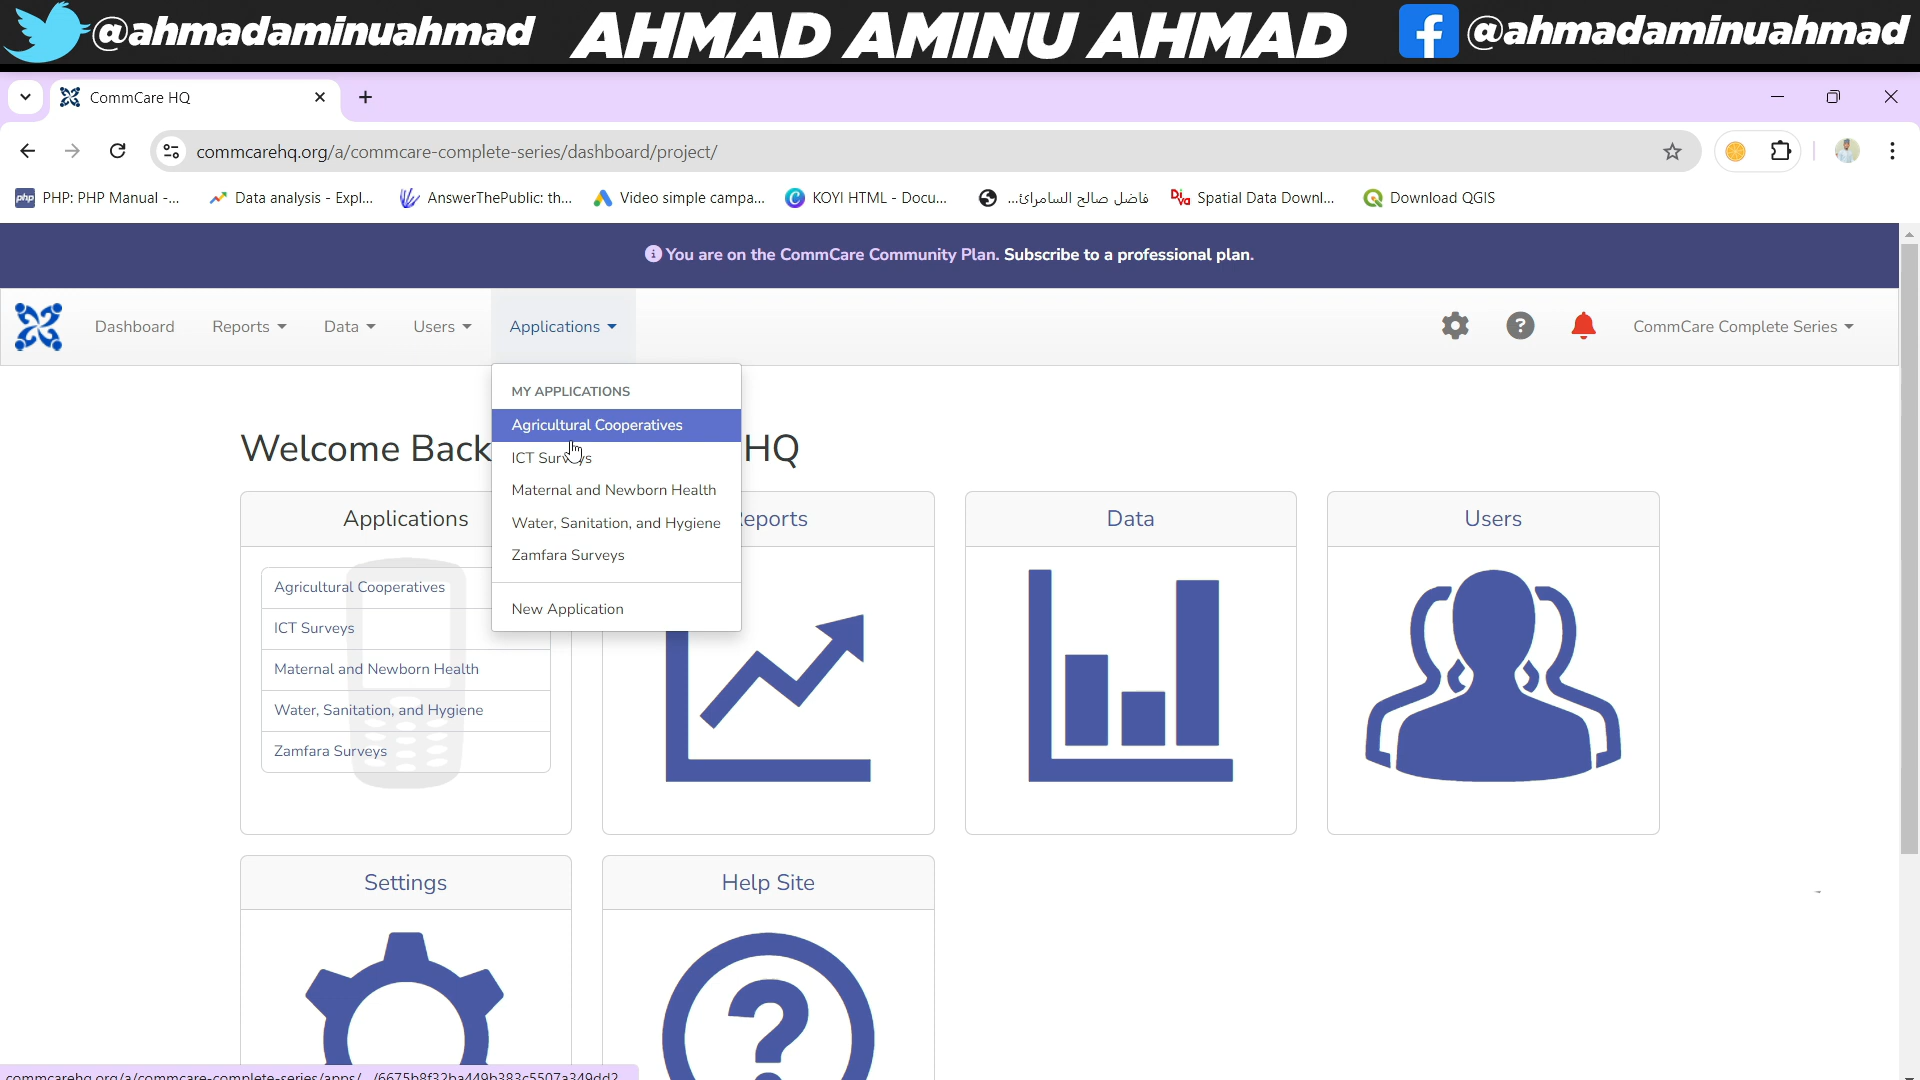 @ahmadaminuahmad AHMAD AMINU AHMAD @ahmadaminuahmad
CommCare HQ
commcarehq.org/a/commcare-complete-series/dashboard/project/
PHP: PHP Manual -... Data analysis - Expl... AnswerThePublic: th... Video simple campa... KOYI HTML - Docu... فاضل صالح السامرائ... Spatial Data Downl... Download QGIS
You are on the CommCare Community Plan. Subscribe to a professional plan.
Dashboard Reports Data Users Applications CommCare Complete Series
MY APPLICATIONS
Agricultural Cooperatives
ICT Surveys
Maternal and Newborn Health
Water, Sanitation, and Hygiene
Zamfara Surveys
New Application
Welcome Back HQ
Applications eports Data Users
Agricultural Cooperatives
ICT Surveys
Maternal and Newborn Health
Water, Sanitation, and Hygiene
Zamfara Surveys
Settings Help Site